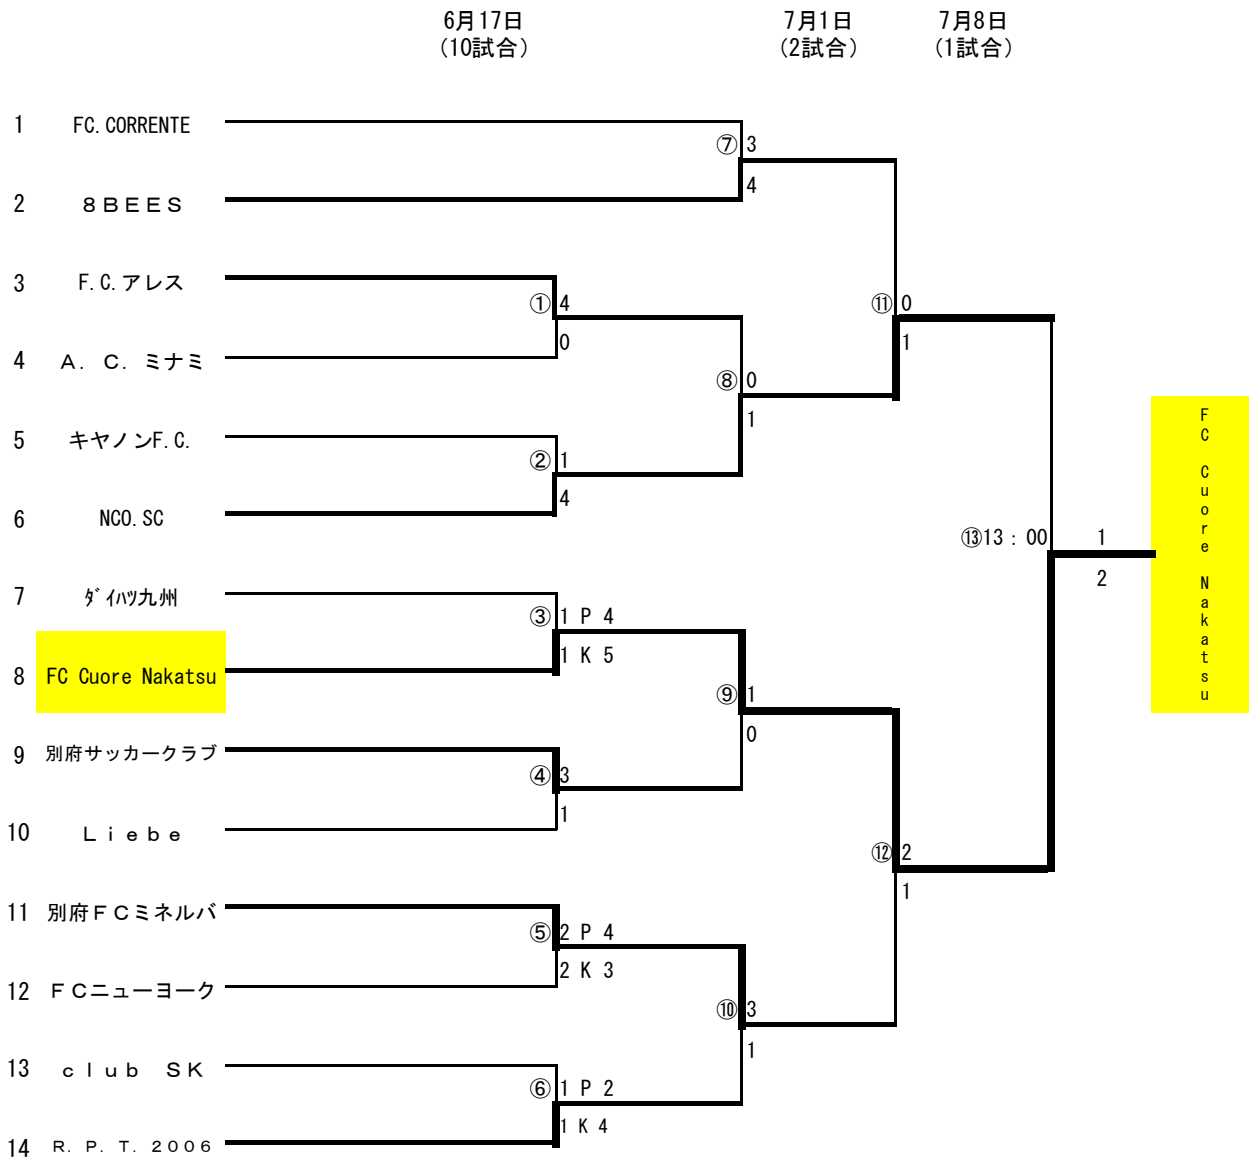 6月17日 7月1日 7月8日
（10試合） （2試合） （1試合）
1 FC.CORRENTE
⑦ 3
4
2 ８ＢＥＥＳ
3 F.C.アレス
① 4
0
⑪ 0
1
4 Ａ．Ｃ．ミナミ
⑧ 0
1
5 キヤノンF.C.
② 1
4
6 NCO.SC
⑬13：00 1
2
FC Cuore Nakatsu
7 ﾀﾞｲﾊﾂ九州
③ 1 P 4
1 K 5
8 FC Cuore Nakatsu
⑨ 1
0
9 別府サッカークラブ
④ 3
1
10 Ｌｉｅｂｅ
⑫ 2
1
11 別府ＦＣミネルバ
⑤ 2 P 4
2 K 3
12 ＦＣニューヨーク
⑩ 3
1
13 ｃｌｕｂ　ＳＫ
⑥ 1 P 2
1 K 4
14 Ｒ．Ｐ．Ｔ．２００６